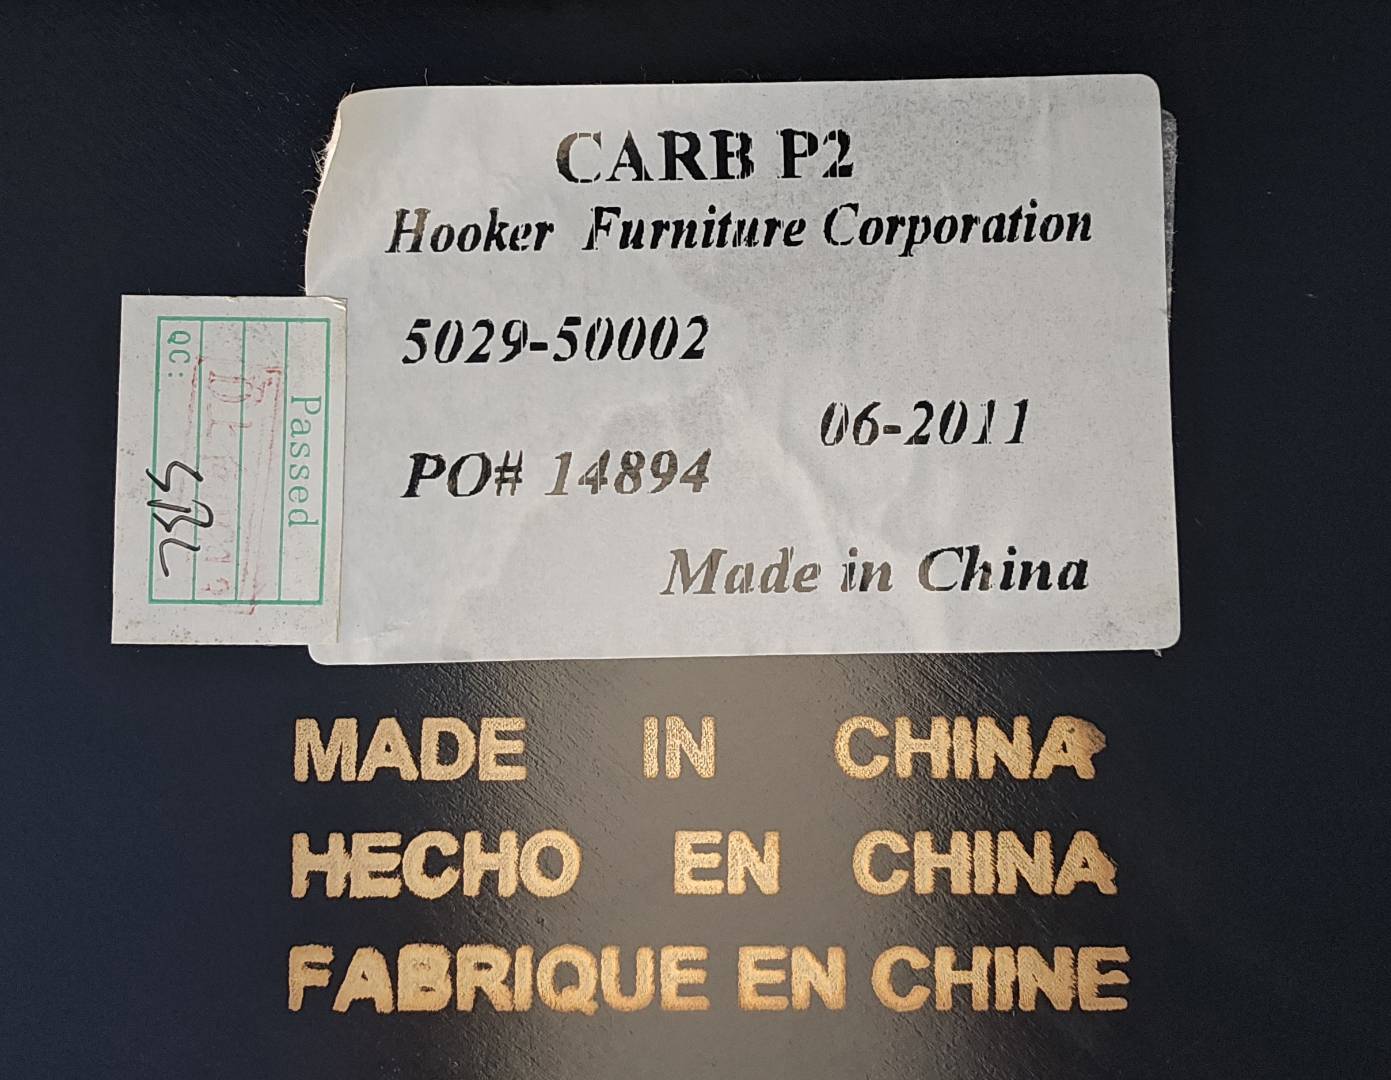 CARB P2
Hooker Furniture Corporation
5029-50002
06-2011
PO# 14894
Made in China
Passed
QC:
MADE IN CHINA
HECHO EN CHINA
FABRIQUE EN CHINE